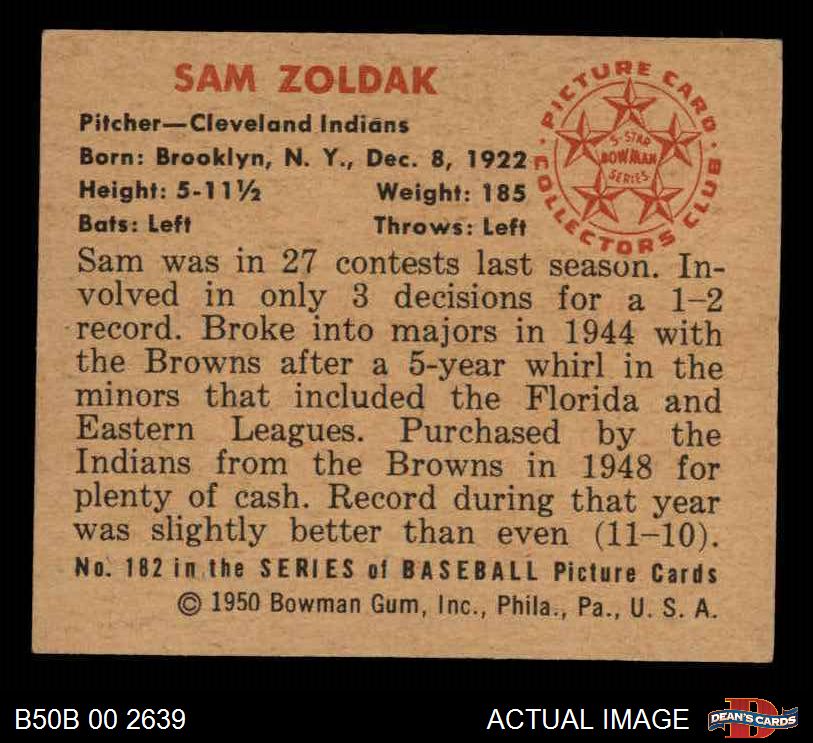 SAM ZOLDAK
Pitcher—Cleveland Indians
Born: Brooklyn, N. Y., Dec. 8, 1922
Height: 5-11½ Weight: 185
Bats: Left Throws: Left
PICTURE CARD COLLECTORS CLUB
5-STAR
BOWMAN
SERIES
Sam was in 27 contests last season. In-
volved in only 3 decisions for a 1–2
record. Broke into majors in 1944 with
the Browns after a 5-year whirl in the
minors that included the Florida and
Eastern Leagues. Purchased by the
Indians from the Browns in 1948 for
plenty of cash. Record during that year
was slightly better than even (11–10).
No. 182 in the SERIES of BASEBALL Picture Cards
© 1950 Bowman Gum, Inc., Phila., Pa., U. S. A.
B50B 00 2639
ACTUAL IMAGE
D
DEAN'S CARDS